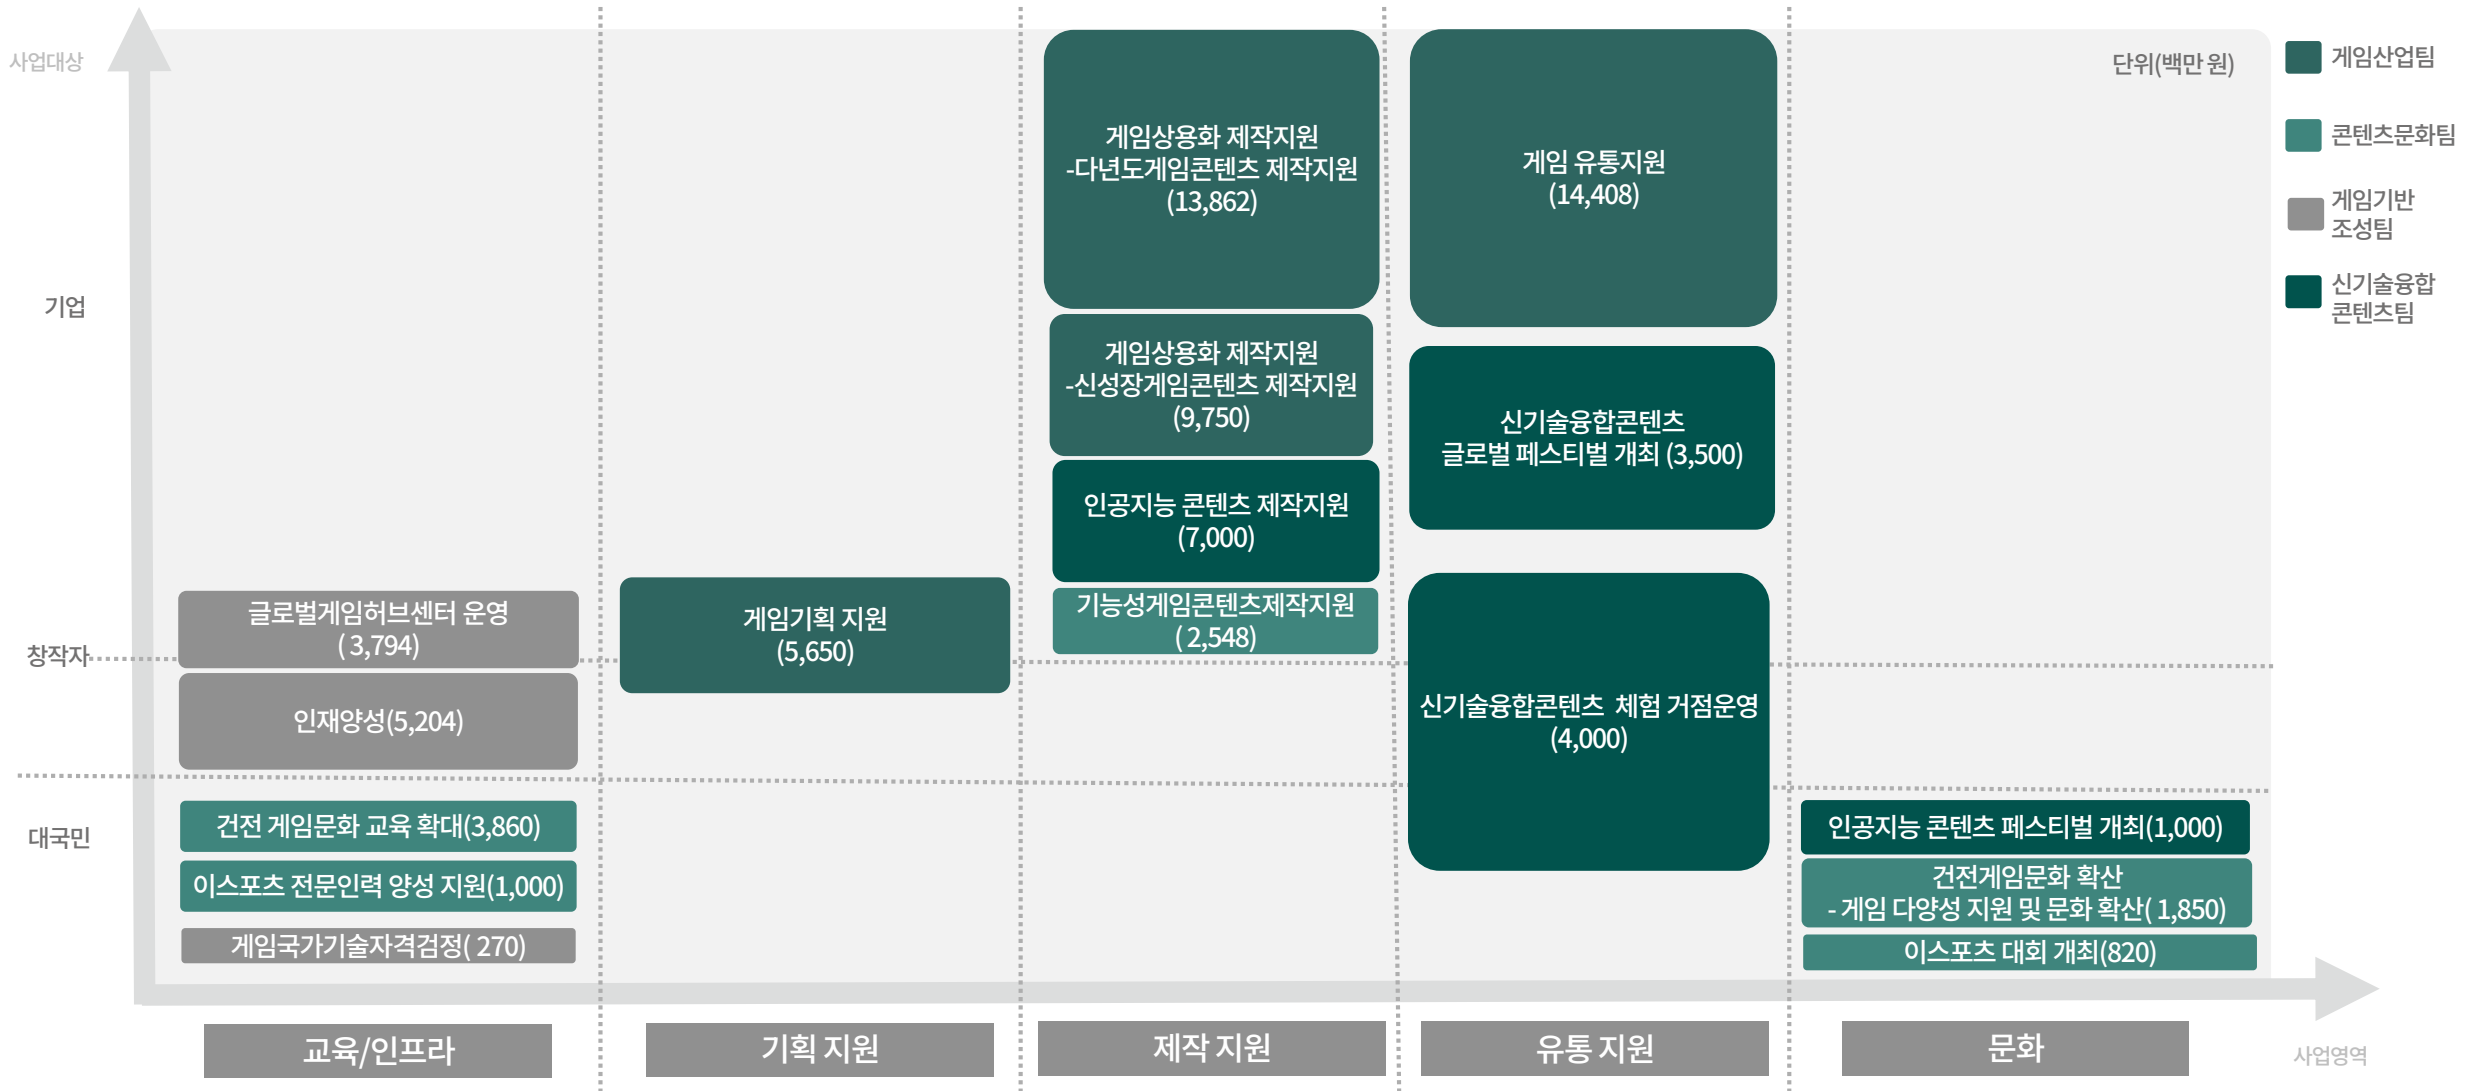 사업대상
단위(백만 원)
게임산업팀
콘텐츠문화팀
게임기반
조성팀
신기술융합
콘텐츠팀
기업
창작자
대국민
글로벌게임허브센터 운영
( 3,794)
인재양성(5,204)
건전 게임문화 교육 확대(3,860)
이스포츠 전문인력 양성 지원(1,000)
게임국가기술자격검정( 270)
게임기획 지원
(5,650)
게임상용화 제작지원
-다년도게임콘텐츠 제작지원
(13,862)
게임상용화 제작지원
-신성장게임콘텐츠 제작지원
(9,750)
인공지능 콘텐츠 제작지원
(7,000)
기능성게임콘텐츠제작지원
( 2,548)
게임 유통지원
(14,408)
신기술융합콘텐츠
글로벌 페스티벌 개최 (3,500)
신기술융합콘텐츠 체험 거점운영
(4,000)
인공지능 콘텐츠 페스티벌 개최(1,000)
건전게임문화 확산
- 게임 다양성 지원 및 문화 확산( 1,850)
이스포츠 대회 개최(820)
교육/인프라
기획 지원
제작 지원
유통 지원
문화
사업영역